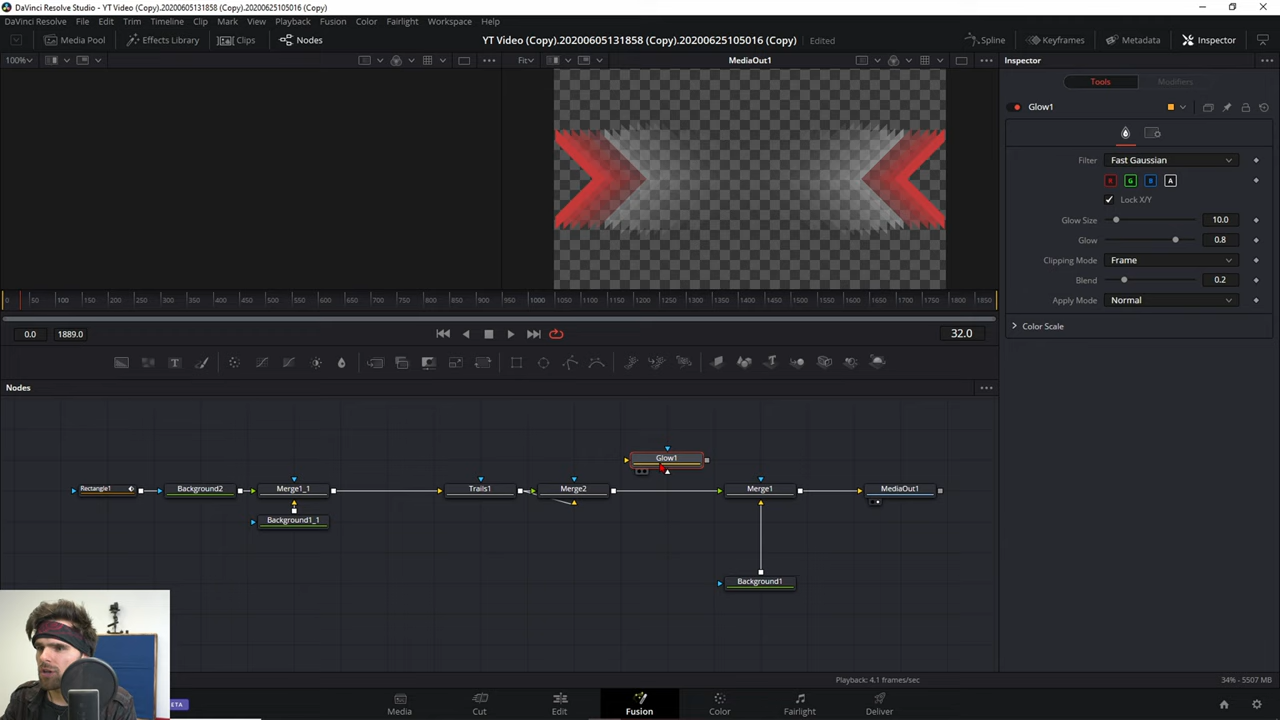 DaVinci Resolve Studio - YT Video (Copy).20200605131858 (Copy).20200625105016 (Copy)
DaVinci Resolve File Edit Trim Timeline Clip Mark View Playback Fusion Color Fairlight Workspace Help
Media Pool Effects Library Clips Nodes YT Video (Copy).20200605131858 (Copy).20200625105016 (Copy) Edited Spline Keyframes Metadata Inspector
100% Fit MediaOut1 Inspector
Tools Modifiers
Glow1
Filter Fast Gaussian
R G B A
Lock X/Y
Glow Size 10.0
Glow 0.8
Clipping Mode Frame
Blend 0.2
Apply Mode Normal
Color Scale
0 50 100 150 200 250 300 350 400 450 500 550 600 650 700 750 800 850 900 950 1000 1050 1100 1150 1200 1250 1300 1350 1400 1450 1500 1550 1600 1650 1700 1750 1800 1850
0.0 1889.0 32.0
T
Nodes
Glow1
Rectangle1 Background2 Merge1_1 Trails1 Merge2 Merge1 MediaOut1
Background1_1
Background1
Playback: 4.1 frames/sec 34% - 5507 MB
ETA Media Cut Edit Fusion Color Fairlight Deliver